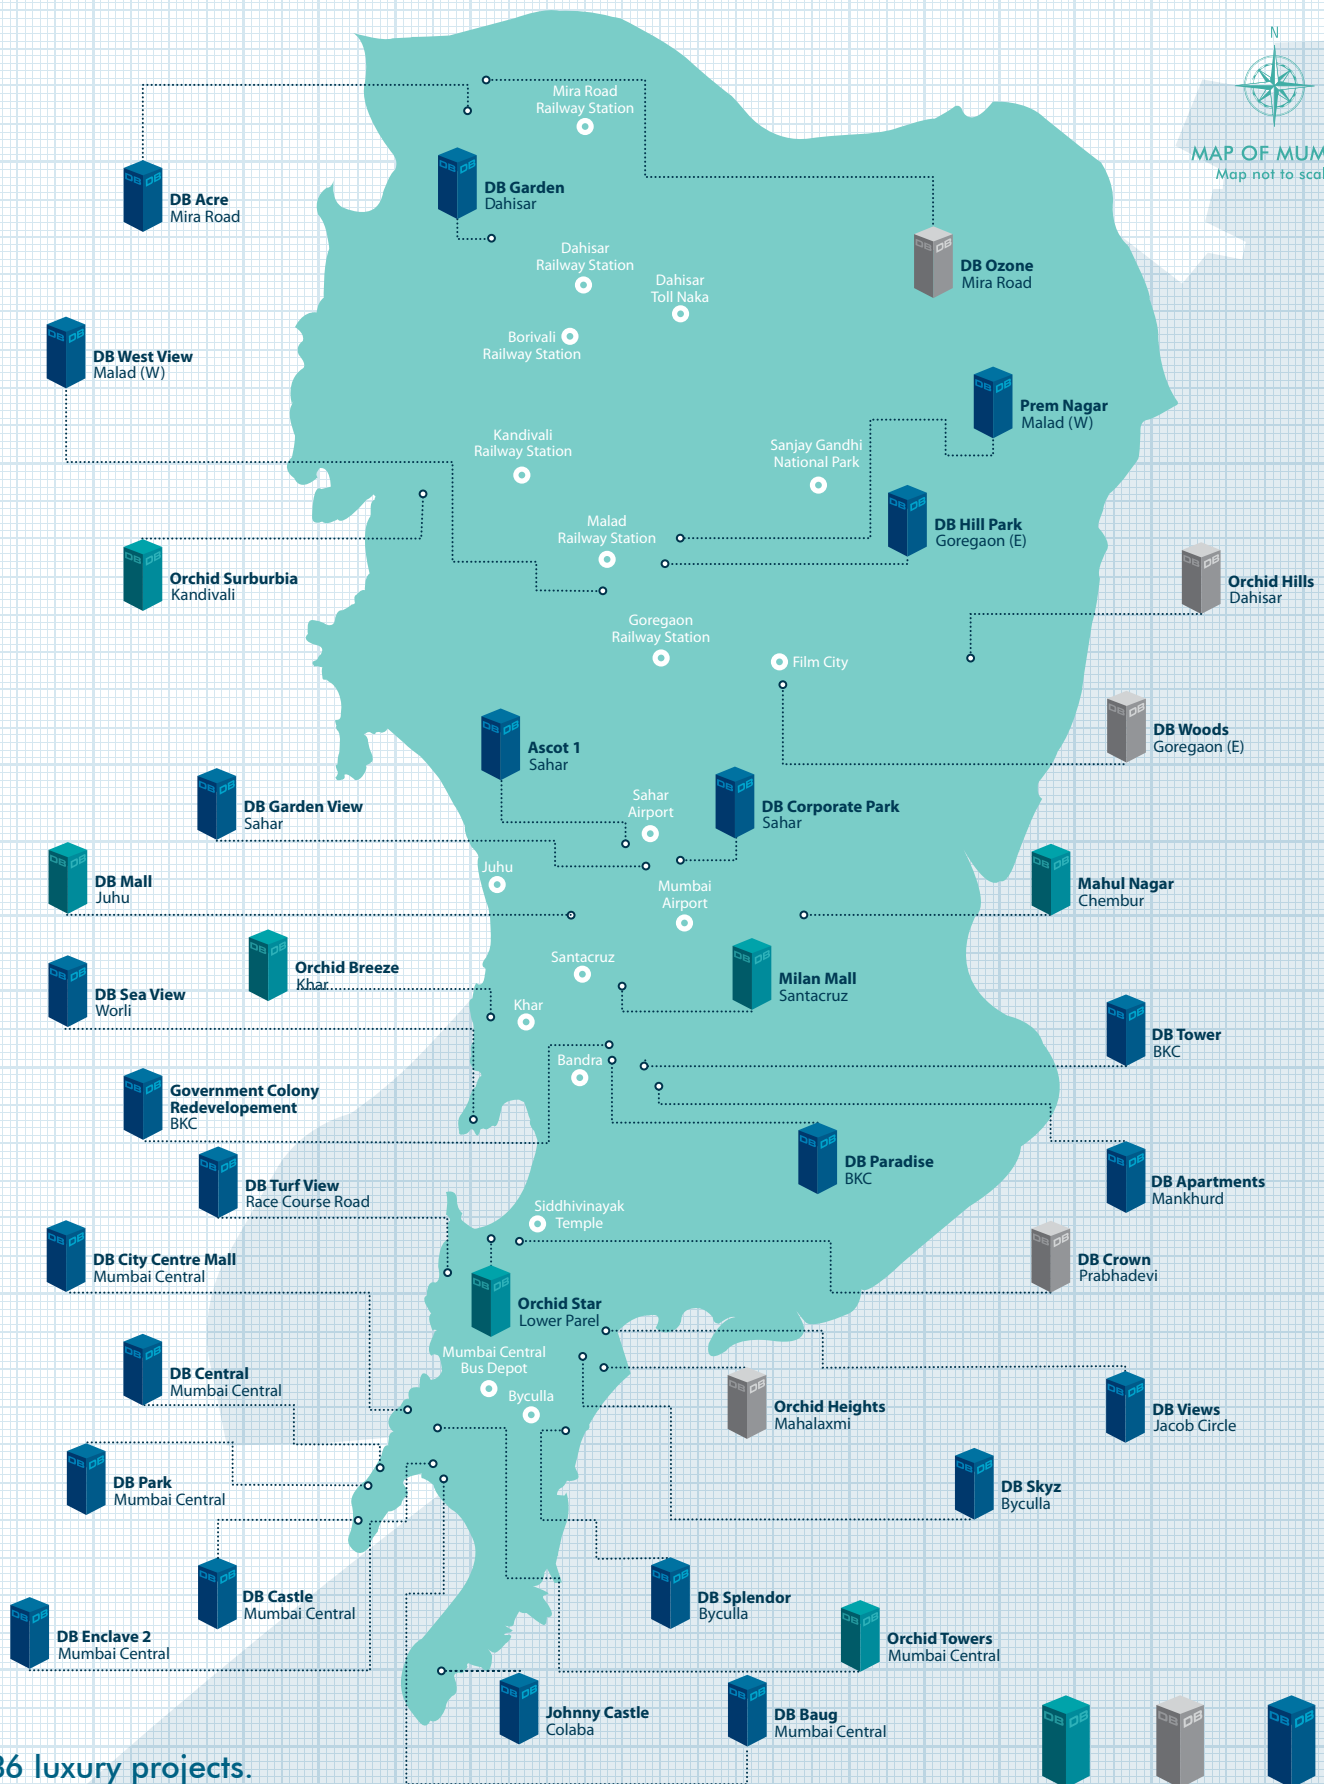 N
MAP OF MUM
Map not to scal
Mira Road
Railway Station
DB Acre
Mira Road
DB Garden
Dahisar
Dahisar
Railway Station
Dahisar
Toll Naka
DB Ozone
Mira Road
Borivali
Railway Station
DB West View
Malad (W)
Prem Nagar
Malad (W)
Kandivali
Railway Station
Sanjay Gandhi
National Park
Malad
Railway Station
DB Hill Park
Goregaon (E)
Orchid Surburbia
Kandivali
Orchid Hills
Dahisar
Goregaon
Railway Station
Film City
DB Woods
Goregaon (E)
Ascot 1
Sahar
DB Garden View
Sahar
Sahar
Airport
DB Corporate Park
Sahar
DB Mall
Juhu
Juhu
Mumbai
Airport
Mahul Nagar
Chembur
Orchid Breeze
Khar
Santacruz
Milan Mall
Santacruz
DB Sea View
Worli
Khar
DB Tower
BKC
Bandra
Government Colony
Redevelopement
BKC
DB Paradise
BKC
DB Turf View
Race Course Road
DB Apartments
Mankhurd
Siddhivinayak
Temple
DB City Centre Mall
Mumbai Central
DB Crown
Prabhadevi
Orchid Star
Lower Parel
Mumbai Central
Bus Depot
Byculla
DB Central
Mumbai Central
Orchid Heights
Mahalaxmi
DB Views
Jacob Circle
DB Park
Mumbai Central
DB Skyz
Byculla
DB Castle
Mumbai Central
DB Splendor
Byculla
DB Enclave 2
Mumbai Central
Orchid Towers
Mumbai Central
Johnny Castle
Colaba
DB Baug
Mumbai Central
36 luxury projects.